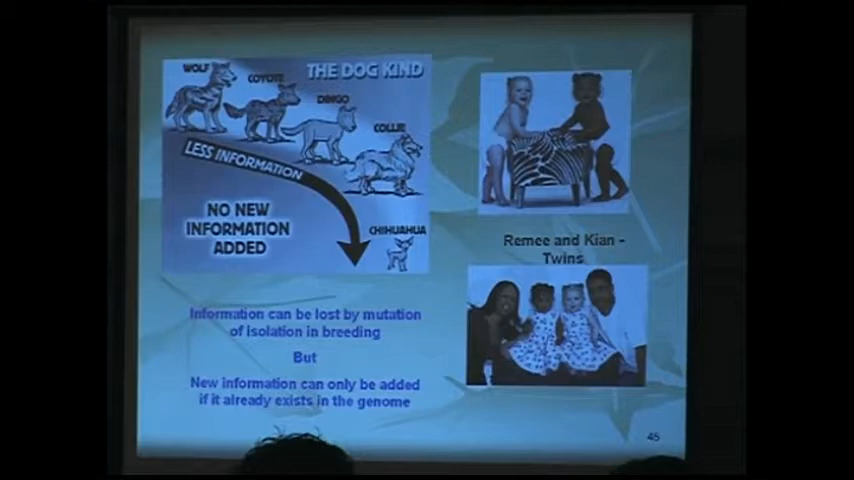 WOLF
COYOTE
THE DOG KIND
DINGO
COLLIE
LESS INFORMATION
NO NEW
INFORMATION
ADDED
CHIHUAHUA
Information can be lost by mutation
of isolation in breeding
But
New information can only be added
if it already exists in the genome
Remee and Kian -
Twins
45